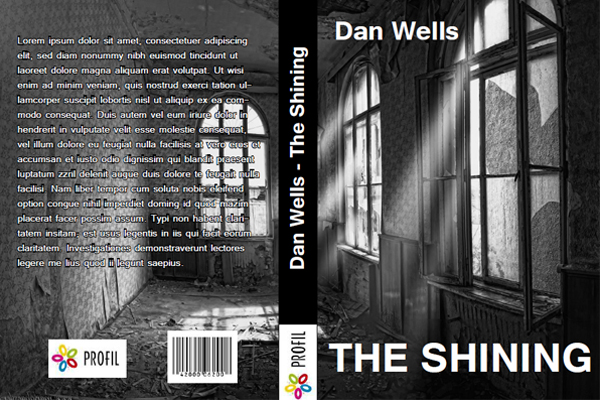 Lorem ipsum dolor sit amet, consectetuer adipiscing
elit, sed diam nonummy nibh euismod tincidunt ut
laoreet dolore magna aliquam erat volutpat. Ut wisi
enim ad minim veniam, quis nostrud exerci tation ul-
lamcorper suscipit lobortis nisl ut aliquip ex ea com-
modo consequat. Duis autem vel eum iriure dolor in
hendrerit in vulputate velit esse molestie consequat,
vel illum dolore eu feugiat nulla facilisis at vero eros et
accumsan et iusto odio dignissim qui blandit praesent
luptatum zzril delenit augue duis dolore te feugait nulla
facilisi. Nam liber tempor cum soluta nobis eleifend
option congue nihil imperdiet doming id quod mazim
placerat facer possim assum. Typi non habent clari-
tatem insitam; est usus legentis in iis qui facit eorum
claritatem. Investigationes demonstraverunt lectores
legere me lius quod ii legunt saepius.
PROFIL
Dan Wells - The Shining
PROFIL
Dan Wells
THE SHINING